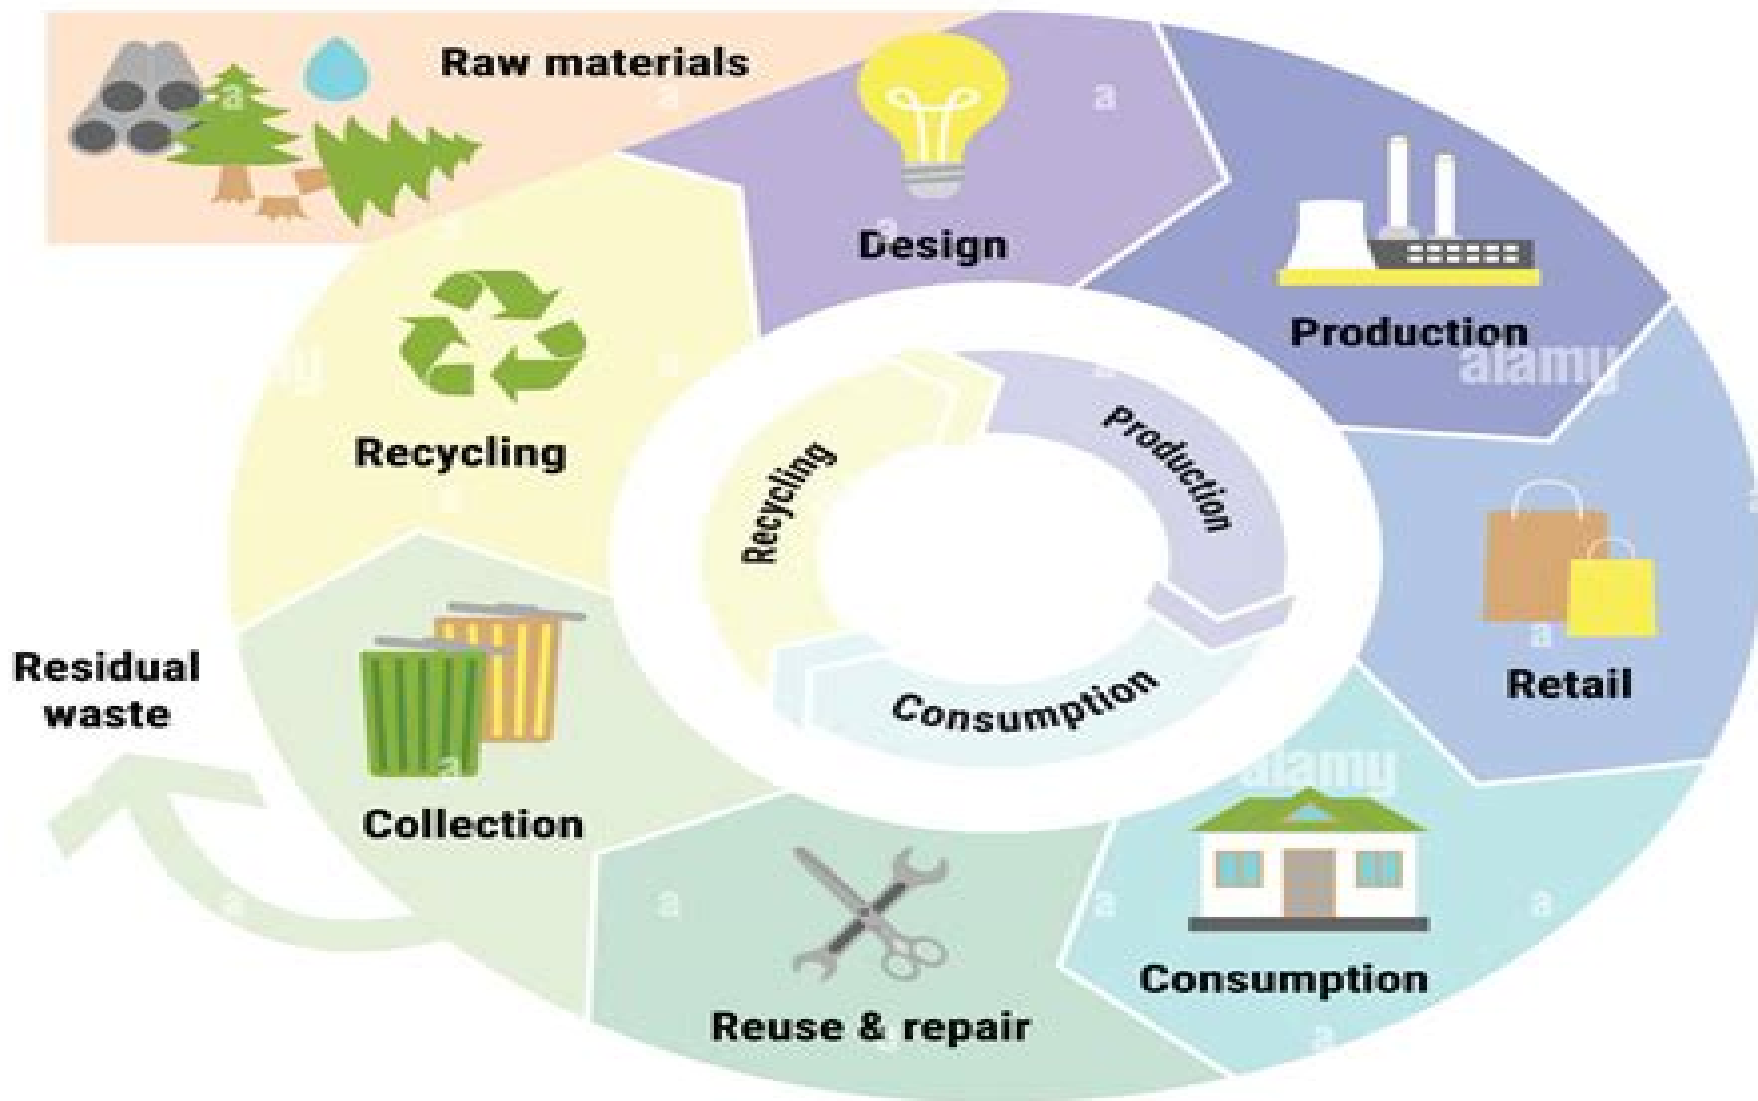 Raw materials
Design
Production
alamy
Retail
alamy
Consumption
Reuse & repair
Collection
Residual
waste
Recycling
Recycling
Production
Consumption
a
a
a
a
a
a
a
a
a
a